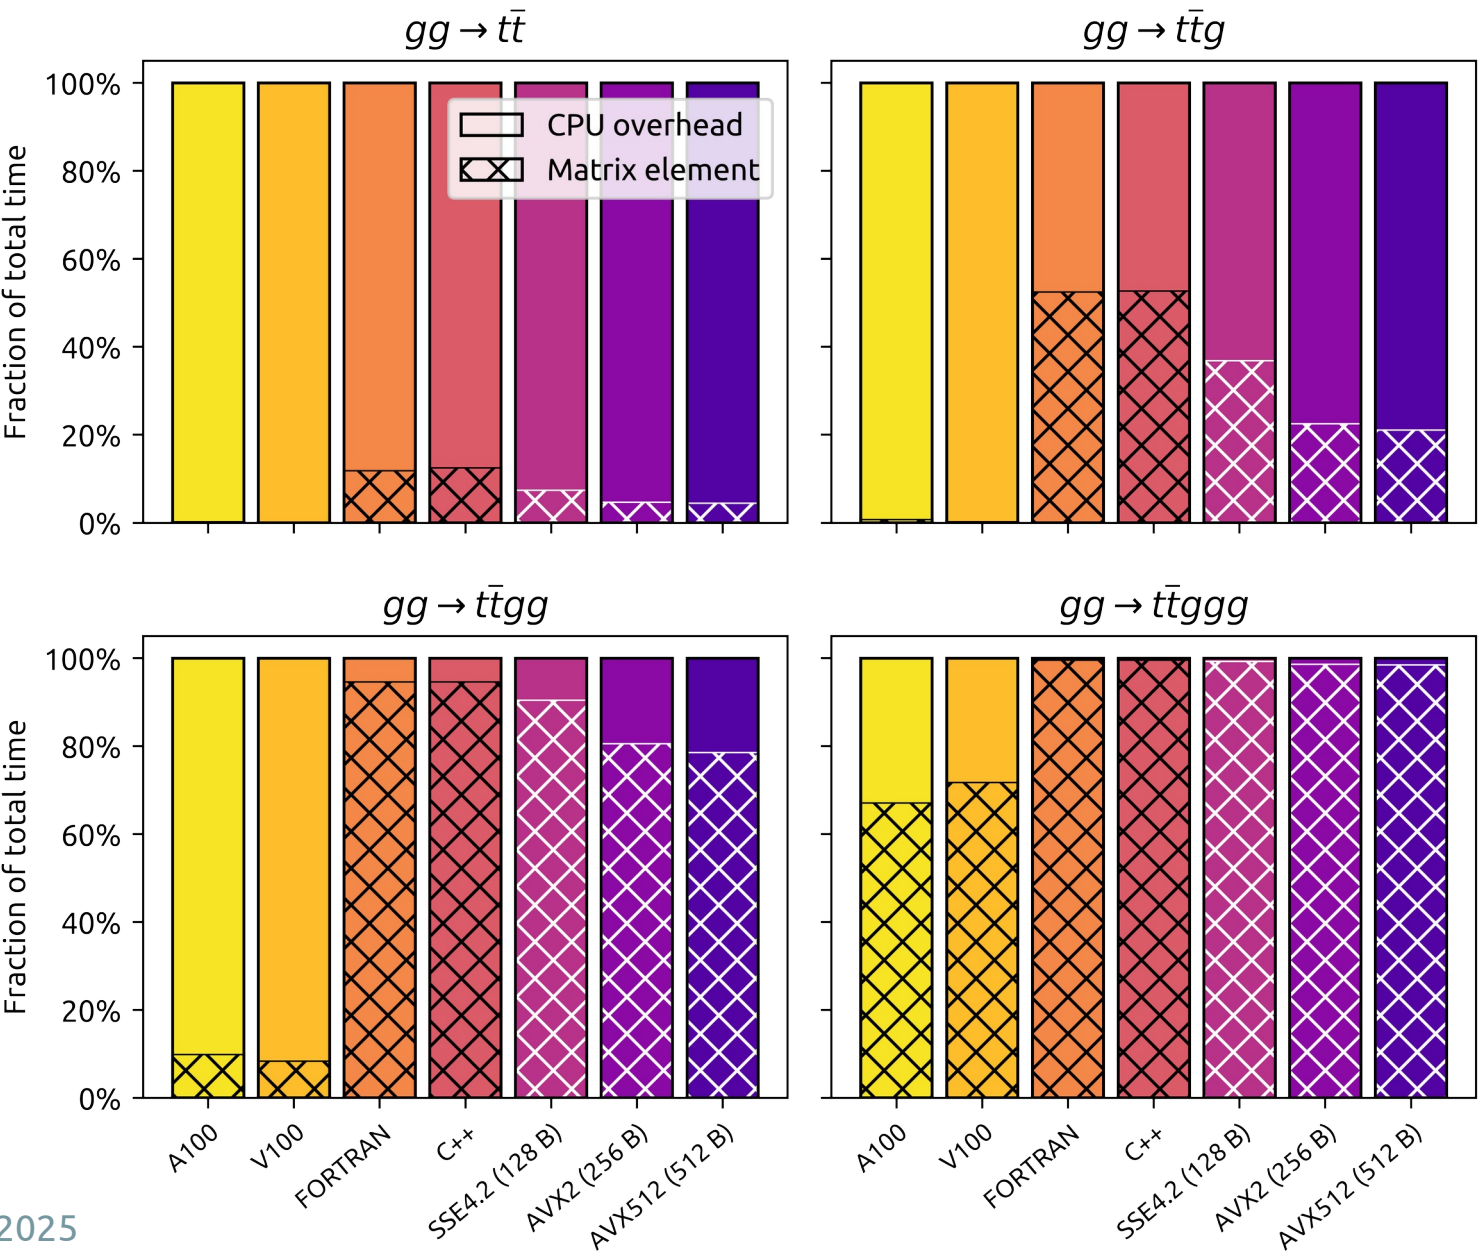 gg → tt̄
gg → tt̄g
100%
80%
60%
40%
20%
0%
Fraction of total time
CPU overhead
Matrix element
gg → tt̄gg
gg → tt̄ggg
100%
80%
60%
40%
20%
0%
Fraction of total time
A100
V100
FORTRAN
C++
SSE4.2 (128 B)
AVX2 (256 B)
AVX512 (512 B)
A100
V100
FORTRAN
C++
SSE4.2 (128 B)
AVX2 (256 B)
AVX512 (512 B)
2025